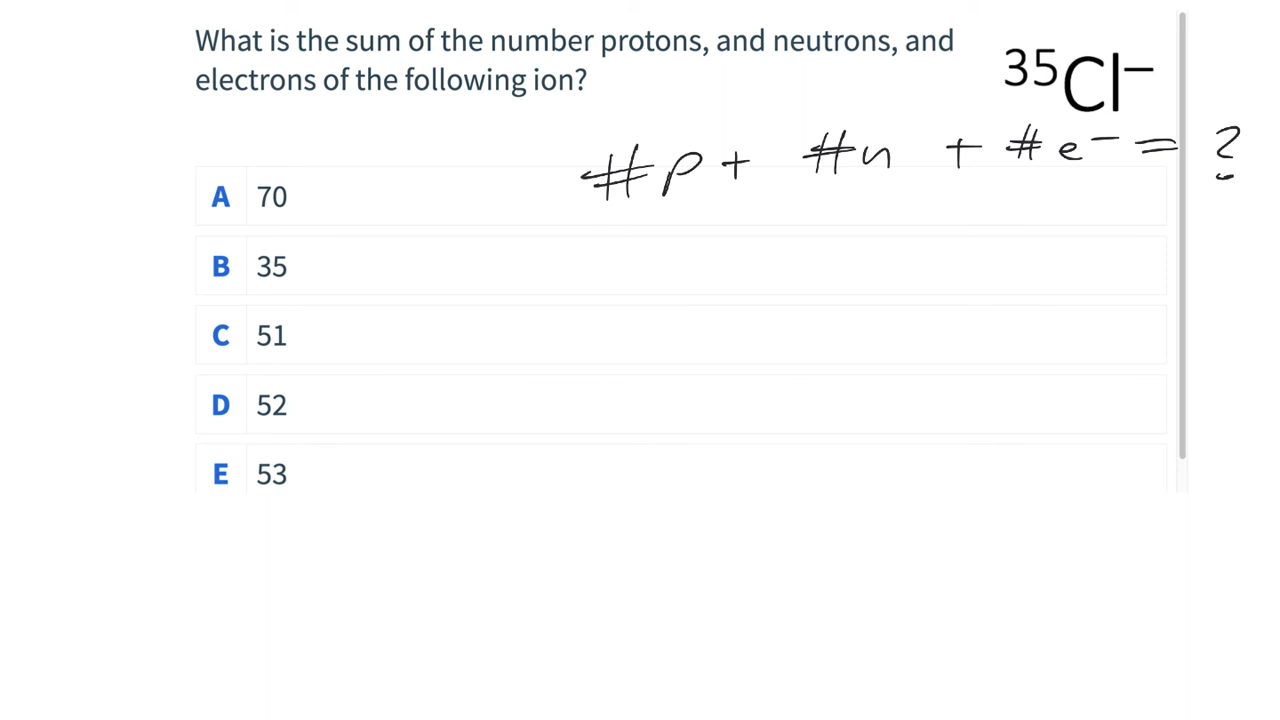 What is the sum of the number protons, and neutrons, and
electrons of the following ion?
³⁵Cl⁻
#p + #n + #e⁻ = ?
A 70
B 35
C 51
D 52
E 53